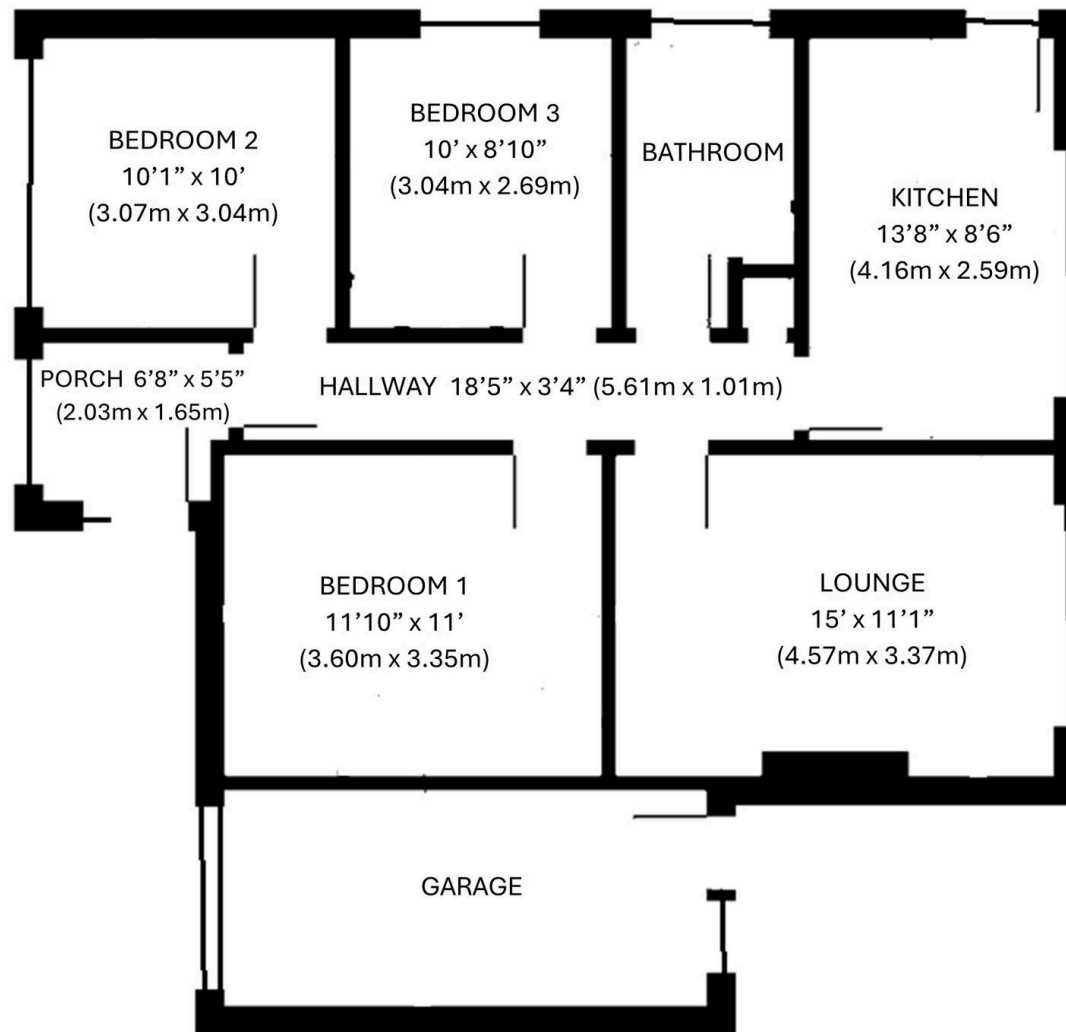 BEDROOM 2
10’1” x 10’
(3.07m x 3.04m)
BEDROOM 3
10’ x 8’10”
(3.04m x 2.69m)
BATHROOM
KITCHEN
13’8” x 8’6”
(4.16m x 2.59m)
PORCH 6’8” x 5’5”
(2.03m x 1.65m)
HALLWAY 18’5” x 3’4” (5.61m x 1.01m)
BEDROOM 1
11’10” x 11’
(3.60m x 3.35m)
LOUNGE
15’ x 11’1”
(4.57m x 3.37m)
GARAGE